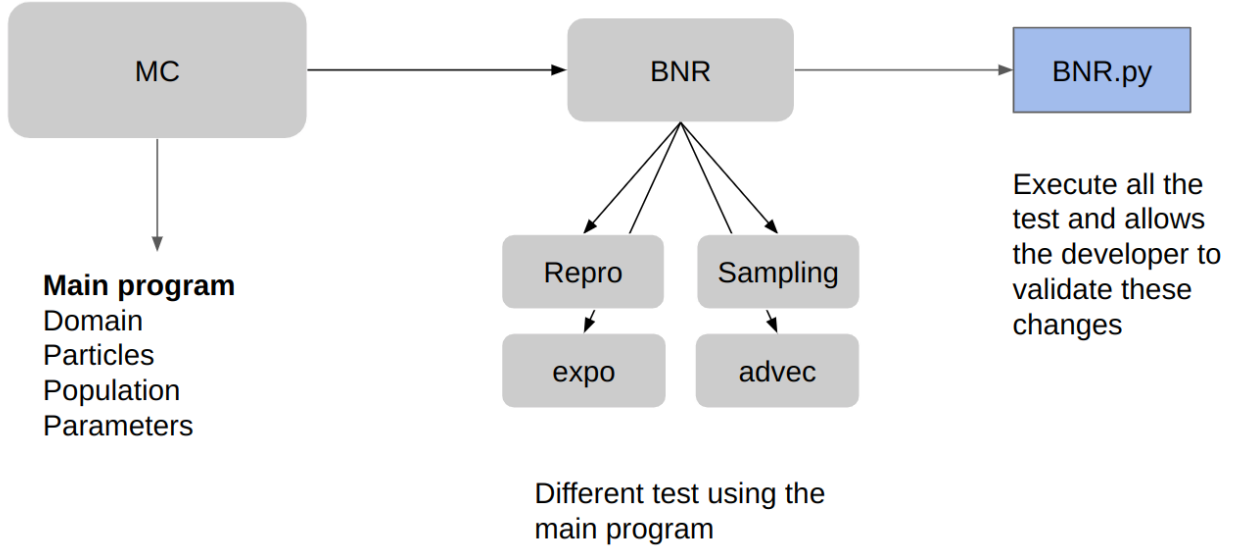 MC
BNR
BNR.py
Main program
Domain
Particles
Population
Parameters
Repro
Sampling
expo
advec
Different test using the
main program
Execute all the
test and allows
the developer to
validate these
changes